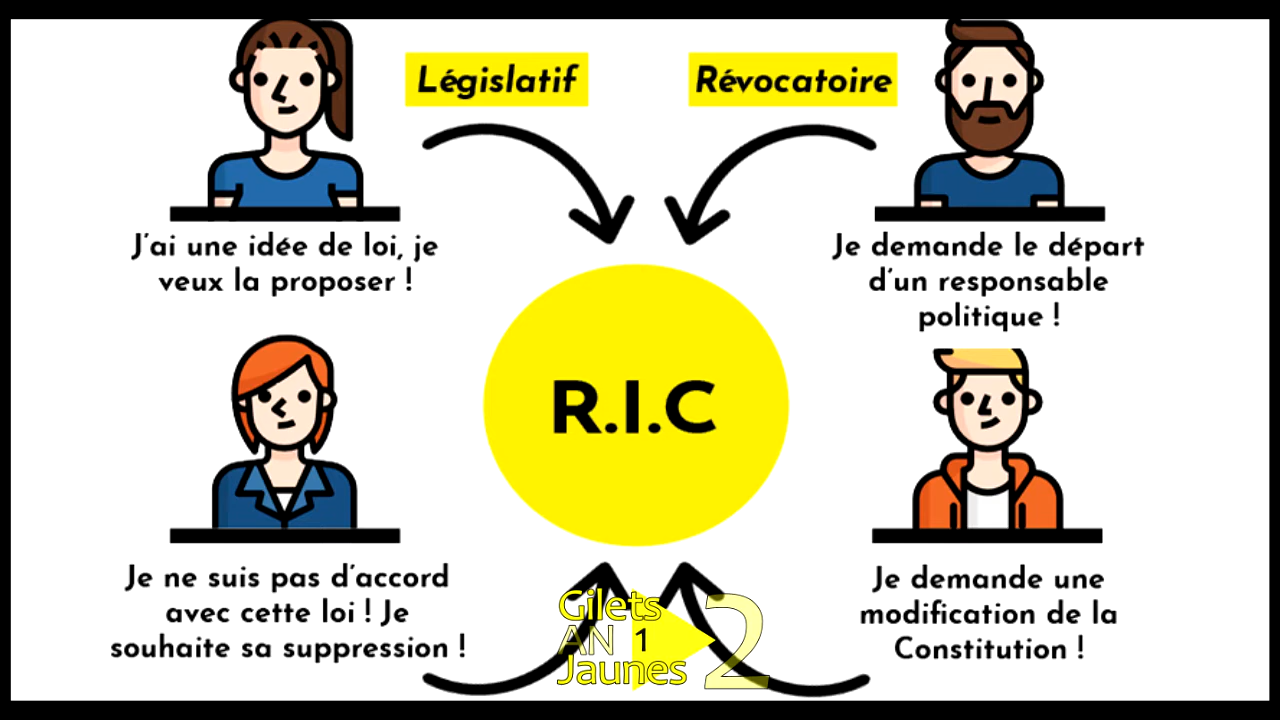 Législatif
Révocatoire
J'ai une idée de loi, je
veux la proposer !
Je demande le départ
d'un responsable
politique !
R.I.C
Je ne suis pas d'accord
avec cette loi ! Je
souhaite sa suppression !
Je demande une
modification de la
Constitution !
Gilets
AN 1
Jaunes
2